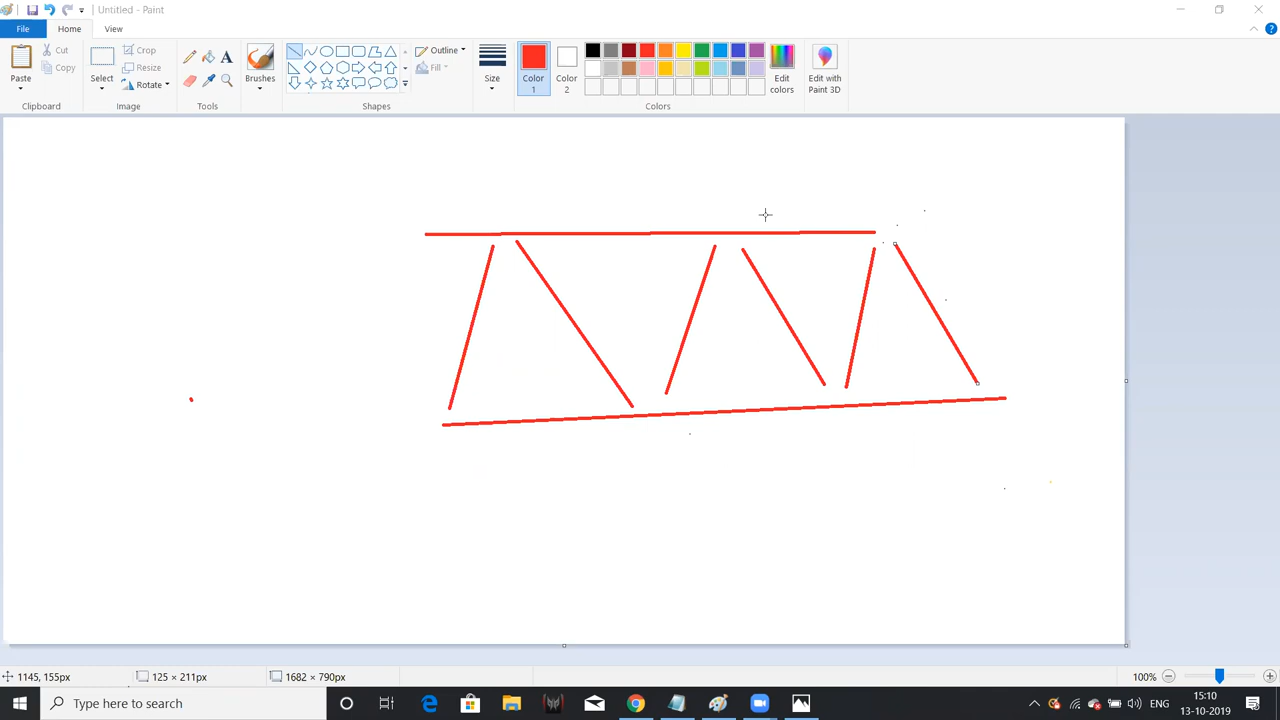 Untitled - Paint
File
Home
View
Paste
Cut
Copy
Clipboard
Select
Crop
Resize
Rotate
Image
A
Tools
Brushes
Outline
Fill
Shapes
Size
Color 1
Color 2
Edit colors
Colors
Edit with Paint 3D
1145, 155px
125 × 211px
1682 × 790px
100%
Type here to search
ENG
15:10
13-10-2019